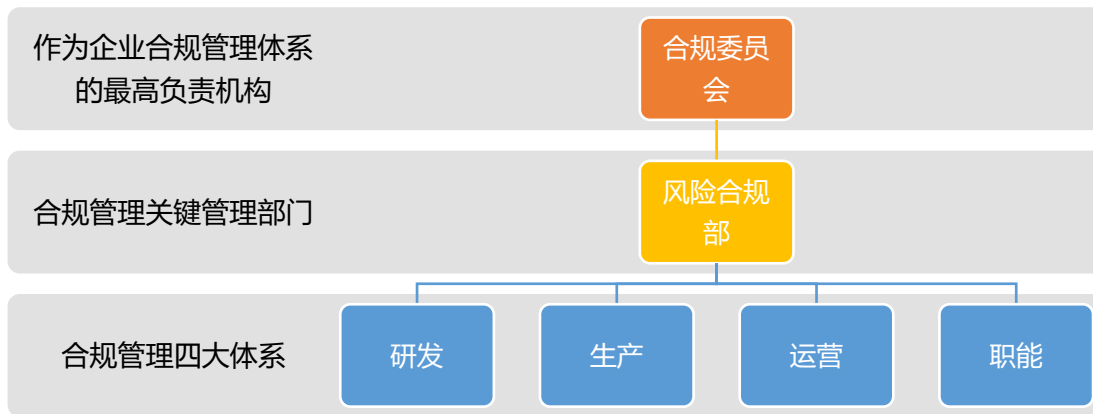 作为企业合规管理体系
的最高负责机构
合规委员
会
合规管理关键管理部门
风险合规
部
合规管理四大体系
研发
生产
运营
职能